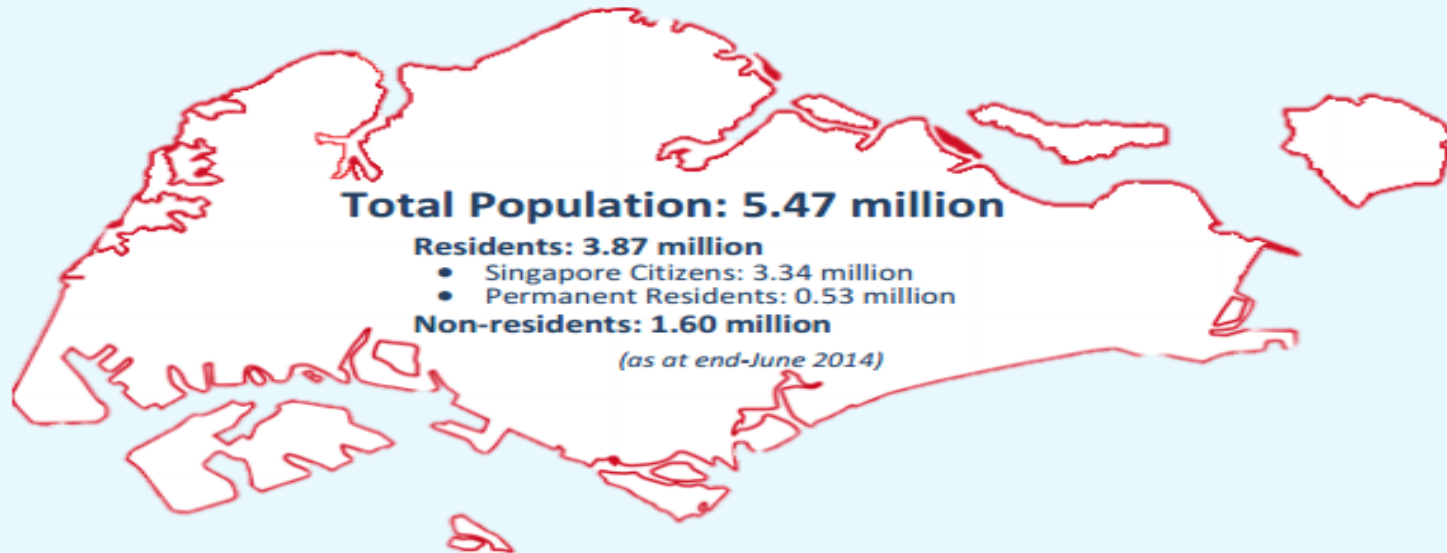 Total Population: 5.47 million
Residents: 3.87 million
• Singapore Citizens: 3.34 million
• Permanent Residents: 0.53 million
Non-residents: 1.60 million
(as at end-June 2014)